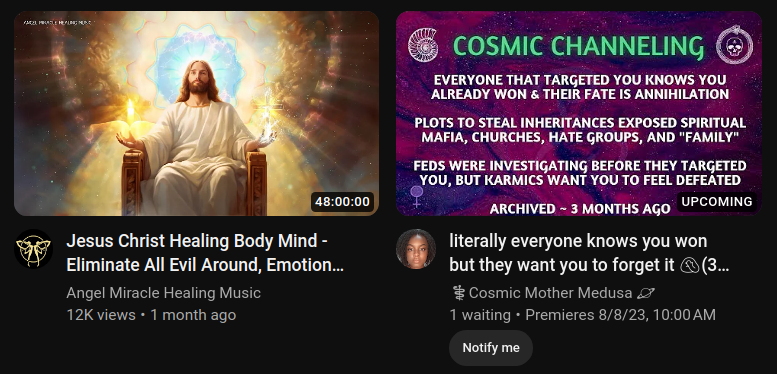 ANGEL MIRACLE HEALING MUSIC
48:00:00
Jesus Christ Healing Body Mind -
Eliminate All Evil Around, Emotion...
Angel Miracle Healing Music
12K views • 1 month ago
COSMIC CHANNELING
EVERYONE THAT TARGETED YOU KNOWS YOU
ALREADY WON & THEIR FATE IS ANNIHILATION
PLOTS TO STEAL INHERITANCES EXPOSED SPIRITUAL
MAFIA, CHURCHES, HATE GROUPS, AND "FAMILY"
FEDS WERE INVESTIGATING BEFORE THEY TARGETED
YOU, BUT KARMICS WANT YOU TO FEEL DEFEATED
ARCHIVED ~ 3 MONTHS AGO
UPCOMING
literally everyone knows you won
but they want you to forget it (3...
⚕Cosmic Mother Medusa 🪐
1 waiting • Premieres 8/8/23, 10:00 AM
Notify me